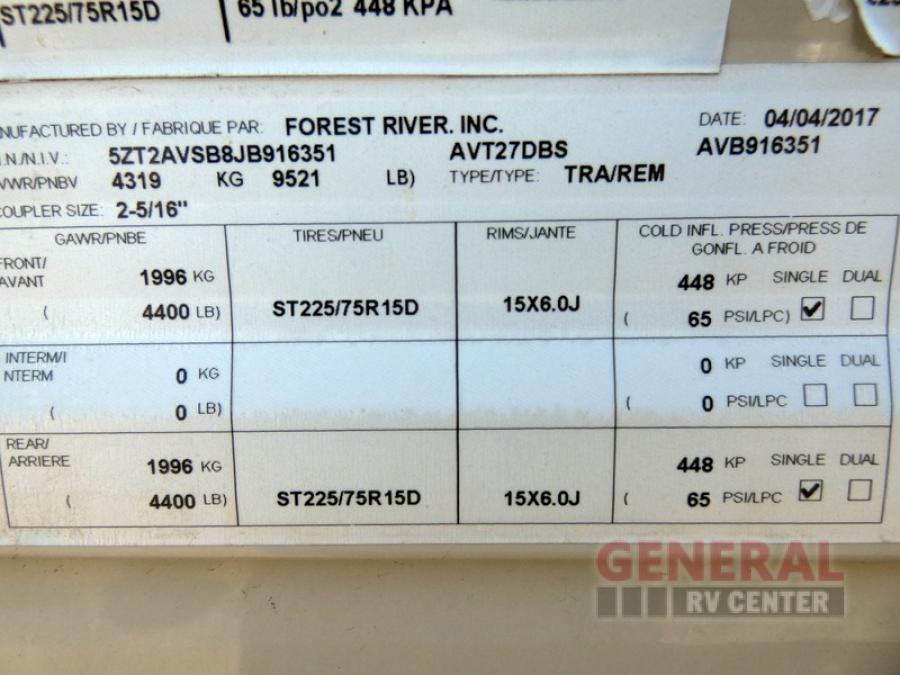 ST225/75R15D 65 lb/po2 448 KPA
NUFACTURED BY / FABRIQUE PAR: FOREST RIVER. INC. DATE: 04/04/2017
I.N./N.I.V.: 5ZT2AVSB8JB916351 AVT27DBS AVB916351
VWR/PNBV 4319 KG 9521 LB) TYPE/TYPE: TRA/REM
COUPLER SIZE: 2-5/16"
GAWR/PNBE TIRES/PNEU RIMS/JANTE COLD INFL. PRESS/PRESS DE
GONFL. A FROID
FRONT/
AVANT 1996 KG 448 KP SINGLE DUAL
( 4400 LB) ST225/75R15D 15X6.0J ( 65 PSI/LPC)
INTERM/I
NTERM 0 KG 0 KP SINGLE DUAL
( 0 LB) ( 0 PSI/LPC
REAR/
ARRIERE 1996 KG 448 KP SINGLE DUAL
( 4400 LB) ST225/75R15D 15X6.0J ( 65 PSI/LPC
GENERAL
RV CENTER